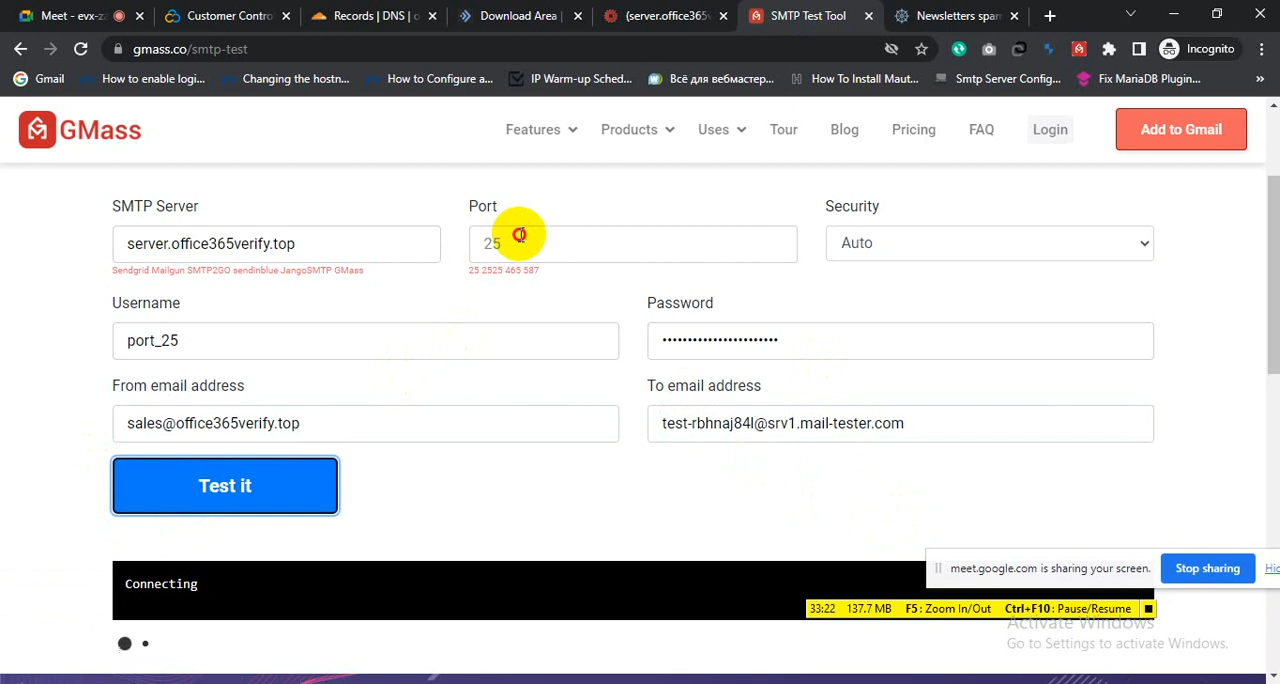 Meet - evx-z
Customer Contro
Records | DNS |
Download Area
(server.office365v
SMTP Test Tool
Newsletters spam
gmass.co/smtp-test
Incognito
Gmail
How to enable logi...
Changing the hostn...
How to Configure a...
IP Warm-up Sched...
Всё для вебмастер...
How To Install Maut...
Smtp Server Config...
Fix MariaDB Plugin...
GMass
Features
Products
Uses
Tour
Blog
Pricing
FAQ
Login
Add to Gmail
SMTP Server
Port
Security
server.office365verify.top
25
Auto
Sendgrid Mailgun SMTP2GO sendinblue JangoSMTP GMass
25 2525 465 587
Username
Password
port_25
•••••••••••••••••••••••
From email address
To email address
sales@office365verify.top
test-rbhnaj84l@srv1.mail-tester.com
Test it
meet.google.com is sharing your screen.
Stop sharing
Hid
Connecting
33:22 137.7 MB F5: Zoom In/Out Ctrl+F10: Pause/Resume
Activate Windows
Go to Settings to activate Windows.